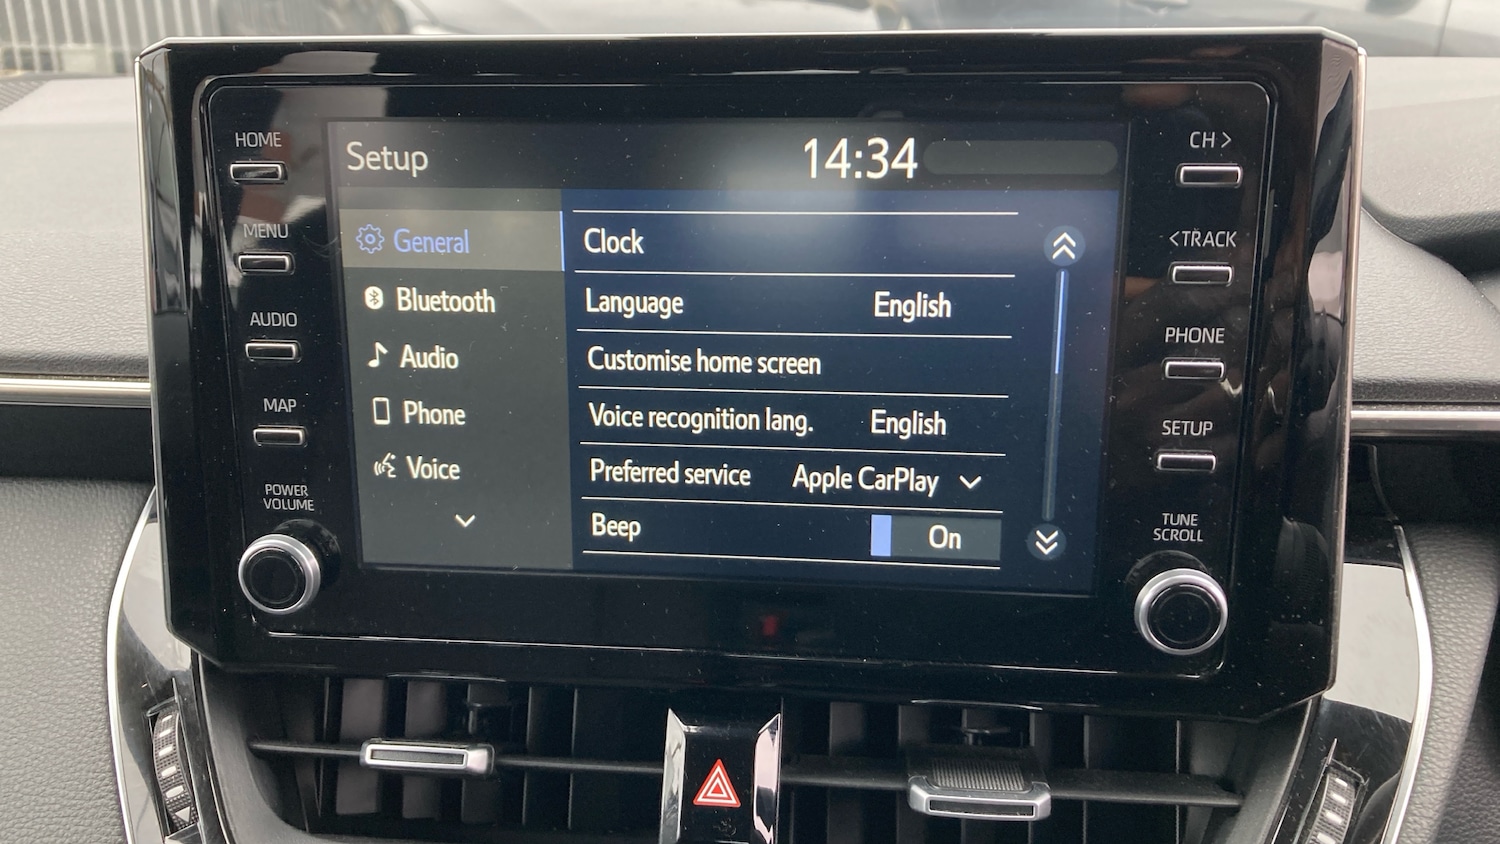 HOME
MENU
AUDIO
MAP
POWER
VOLUME
Setup 14:34
General
Bluetooth
Audio
Phone
Voice
Clock
Language English
Customise home screen
Voice recognition lang. English
Preferred service Apple CarPlay
Beep On
CH >
< TRACK
PHONE
SETUP
TUNE
SCROLL